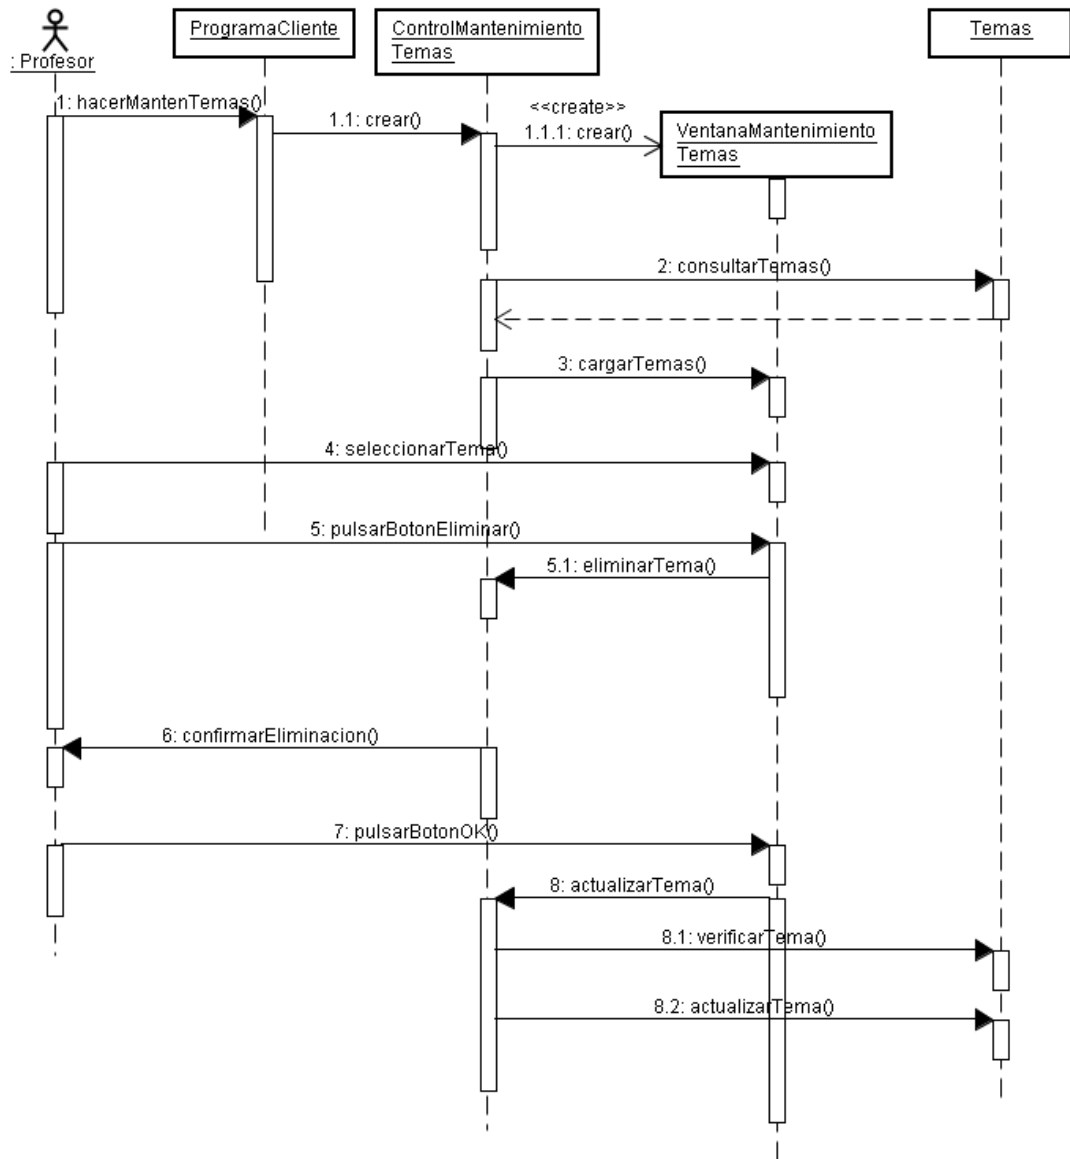 : Profesor
ProgramaCliente
ControlMantenimiento
Temas
Temas
1: hacerMantenTemas()
1.1: crear()
<<create>>
1.1.1: crear()
VentanaMantenimiento
Temas
2: consultarTemas()
3: cargarTemas()
4: seleccionarTema()
5: pulsarBotonEliminar()
5.1: eliminarTema()
6: confirmarEliminacion()
7: pulsarBotonOK()
8: actualizarTema()
8.1: verificarTema()
8.2: actualizarTema()